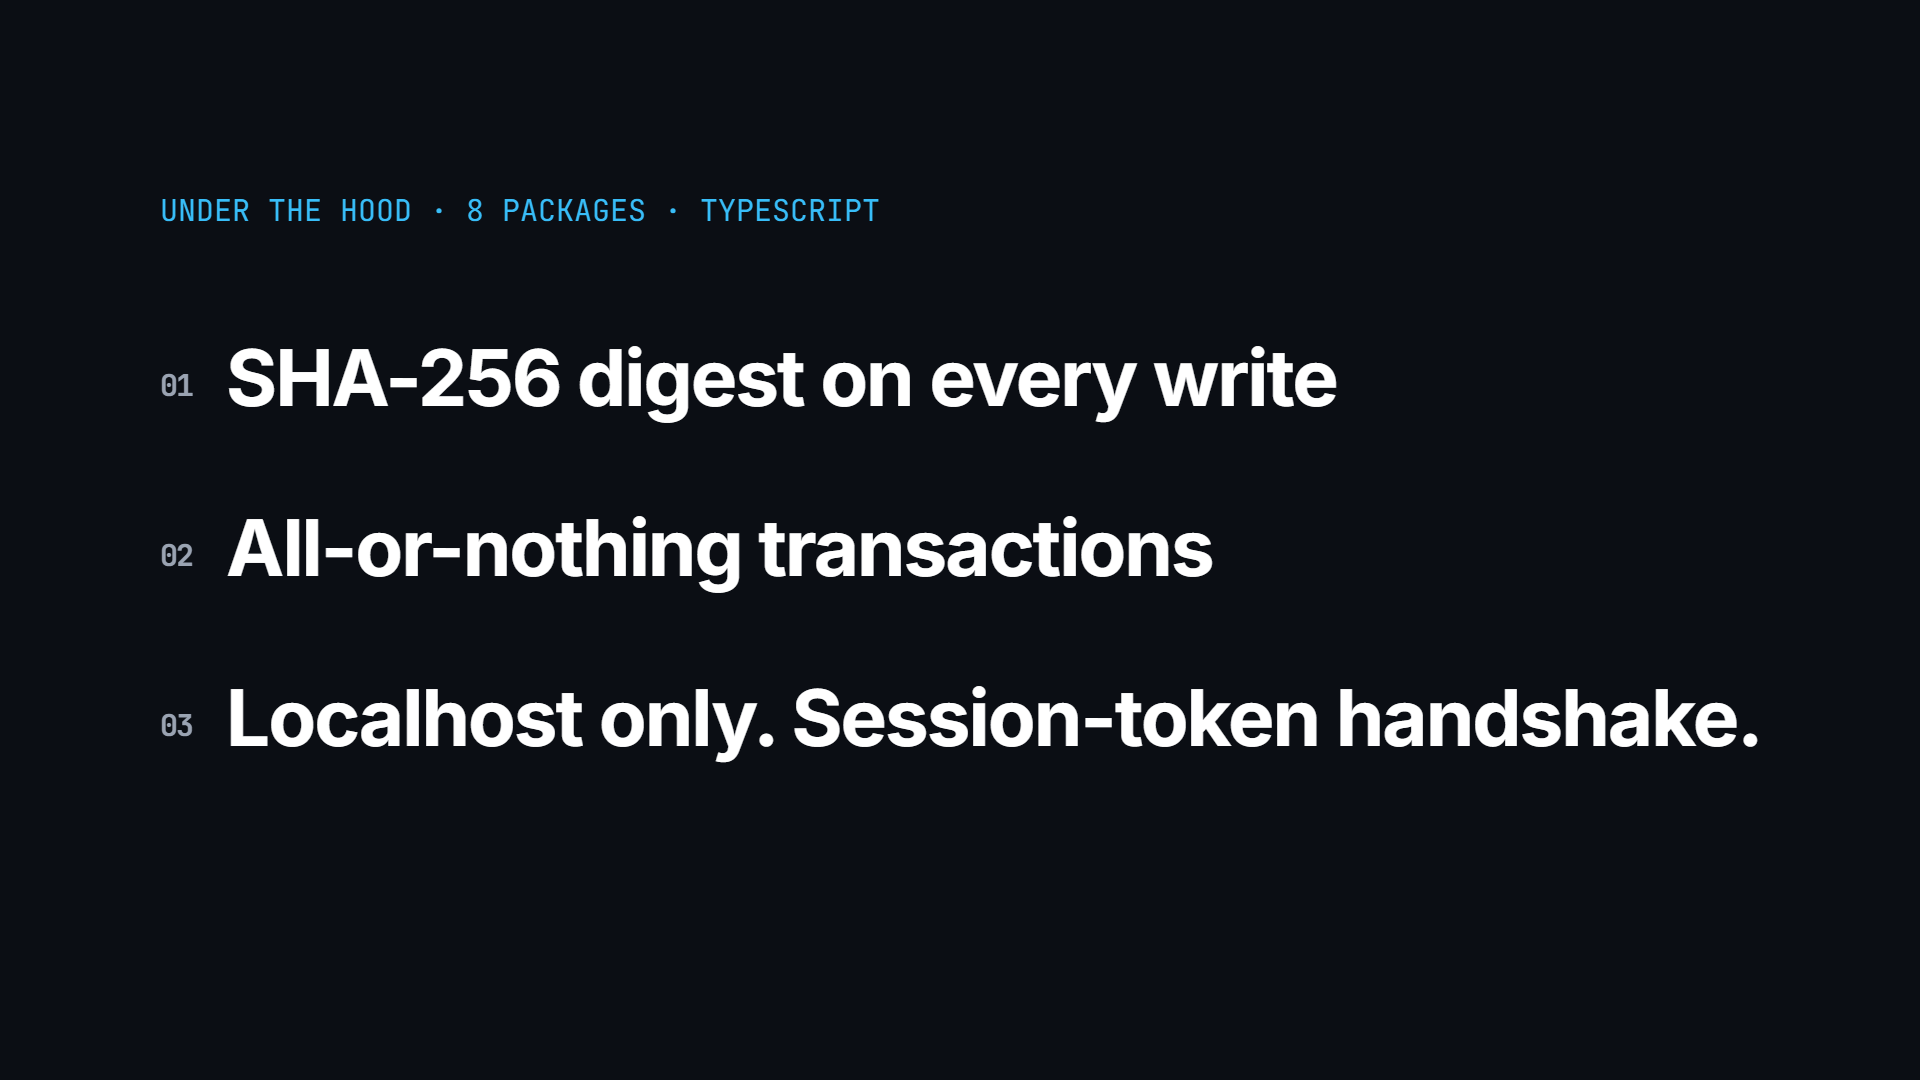 UNDER THE HOOD · 8 PACKAGES · TYPESCRIPT
01 SHA-256 digest on every write
02 All-or-nothing transactions
03 Localhost only. Session-token handshake.